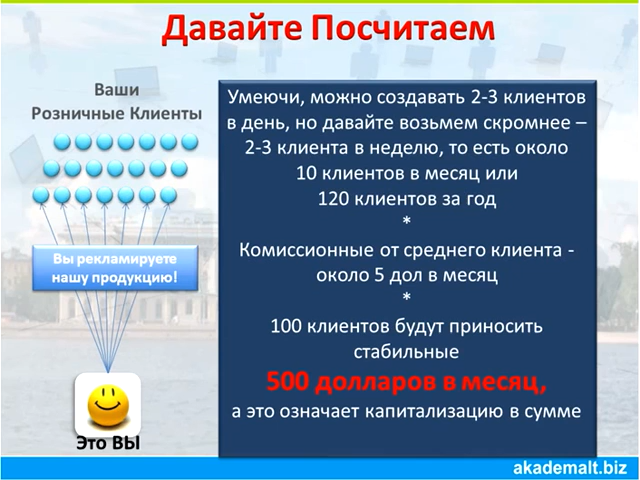 Давайте Посчитаем
Ваши
Розничные Клиенты
Вы рекламируете
нашу продукцию!
Это ВЫ
Умеючи, можно создавать 2-3 клиентов
в день, но давайте возьмем скромнее –
2-3 клиента в неделю, то есть около
10 клиентов в месяц или
120 клиентов за год
*
Комиссионные от среднего клиента -
около 5 дол в месяц
*
100 клиентов будут приносить
стабильные
500 долларов в месяц,
а это означает капитализацию в сумме
akademalt.biz